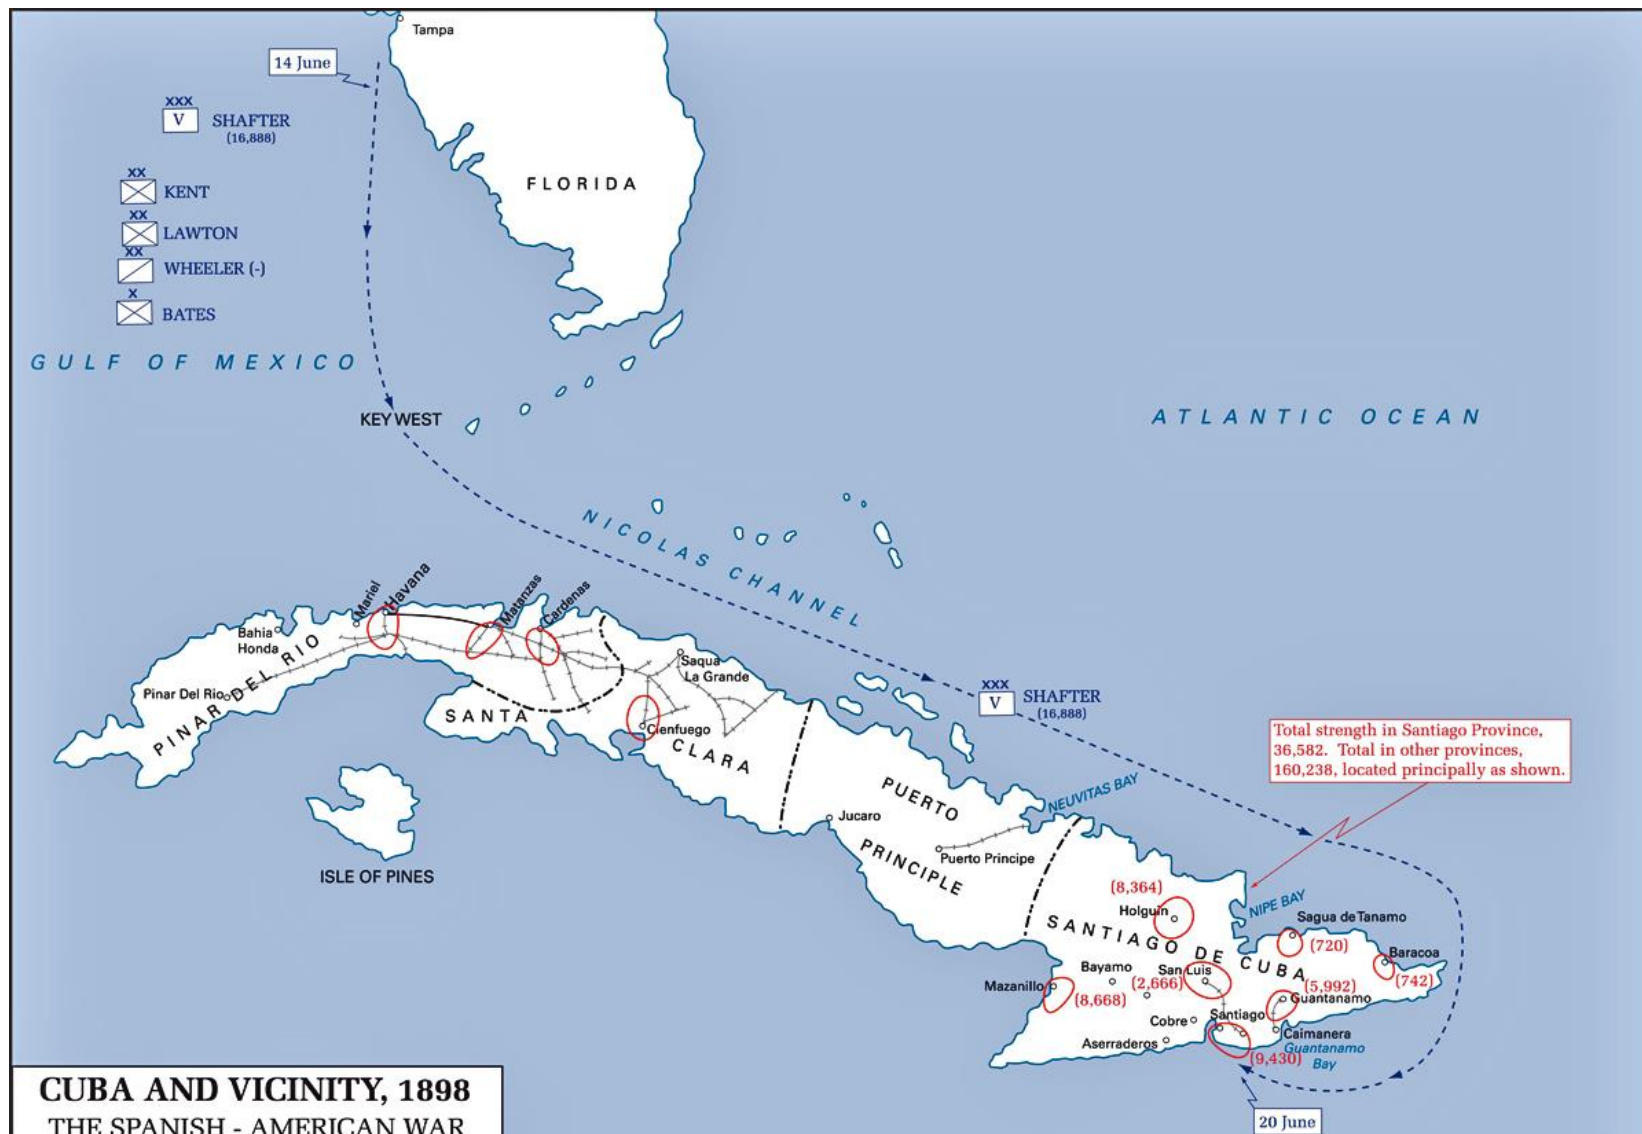 Tampa
14 June
XXX
V
SHAFTER
(16,888)
XX
KENT
XX
LAWTON
XX
WHEELER (-)
X
BATES
FLORIDA
GULF OF MEXICO
KEY WEST
ATLANTIC OCEAN
NICOLAS CHANNEL
Mariel
Havana
Matanzas
Cardenas
Bahia
Honda
Pinar Del Rio
PINAR DEL RIO
SANTA
CLARA
Saqua
La Grande
Cienfuego
XXX
V
SHAFTER
(16,888)
Total strength in Santiago Province,
36,582. Total in other provinces,
160,238, located principally as shown.
ISLE OF PINES
Jucaro
PUERTO
PRINCIPLE
NEUVITAS BAY
Puerto Principe
(8,364)
Holguin
NIPE BAY
SANTIAGO DE CUBA
Sagua de Tanamo
(720)
Baracoa
(742)
Mazanillo
(8,668)
Bayamo
(2,666)
San Luis
(5,992)
Guantanamo
Cobre
Santiago
Caimanera
Aserraderos
Guantanamo
Bay
(9,430)
20 June
CUBA AND VICINITY, 1898
THE SPANISH - AMERICAN WAR